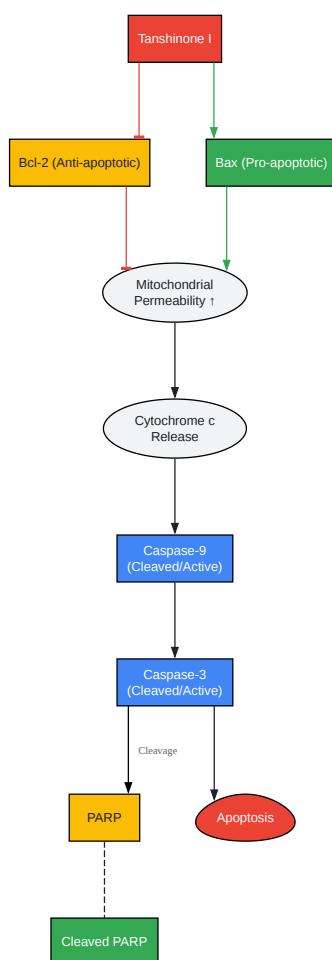 Tanshinone I
Bcl-2 (Anti-apoptotic)
Bax (Pro-apoptotic)
Mitochondrial
Permeability ↑
Cytochrome c
Release
Caspase-9
(Cleaved/Active)
Caspase-3
(Cleaved/Active)
Cleavage
PARP
Apoptosis
Cleaved PARP